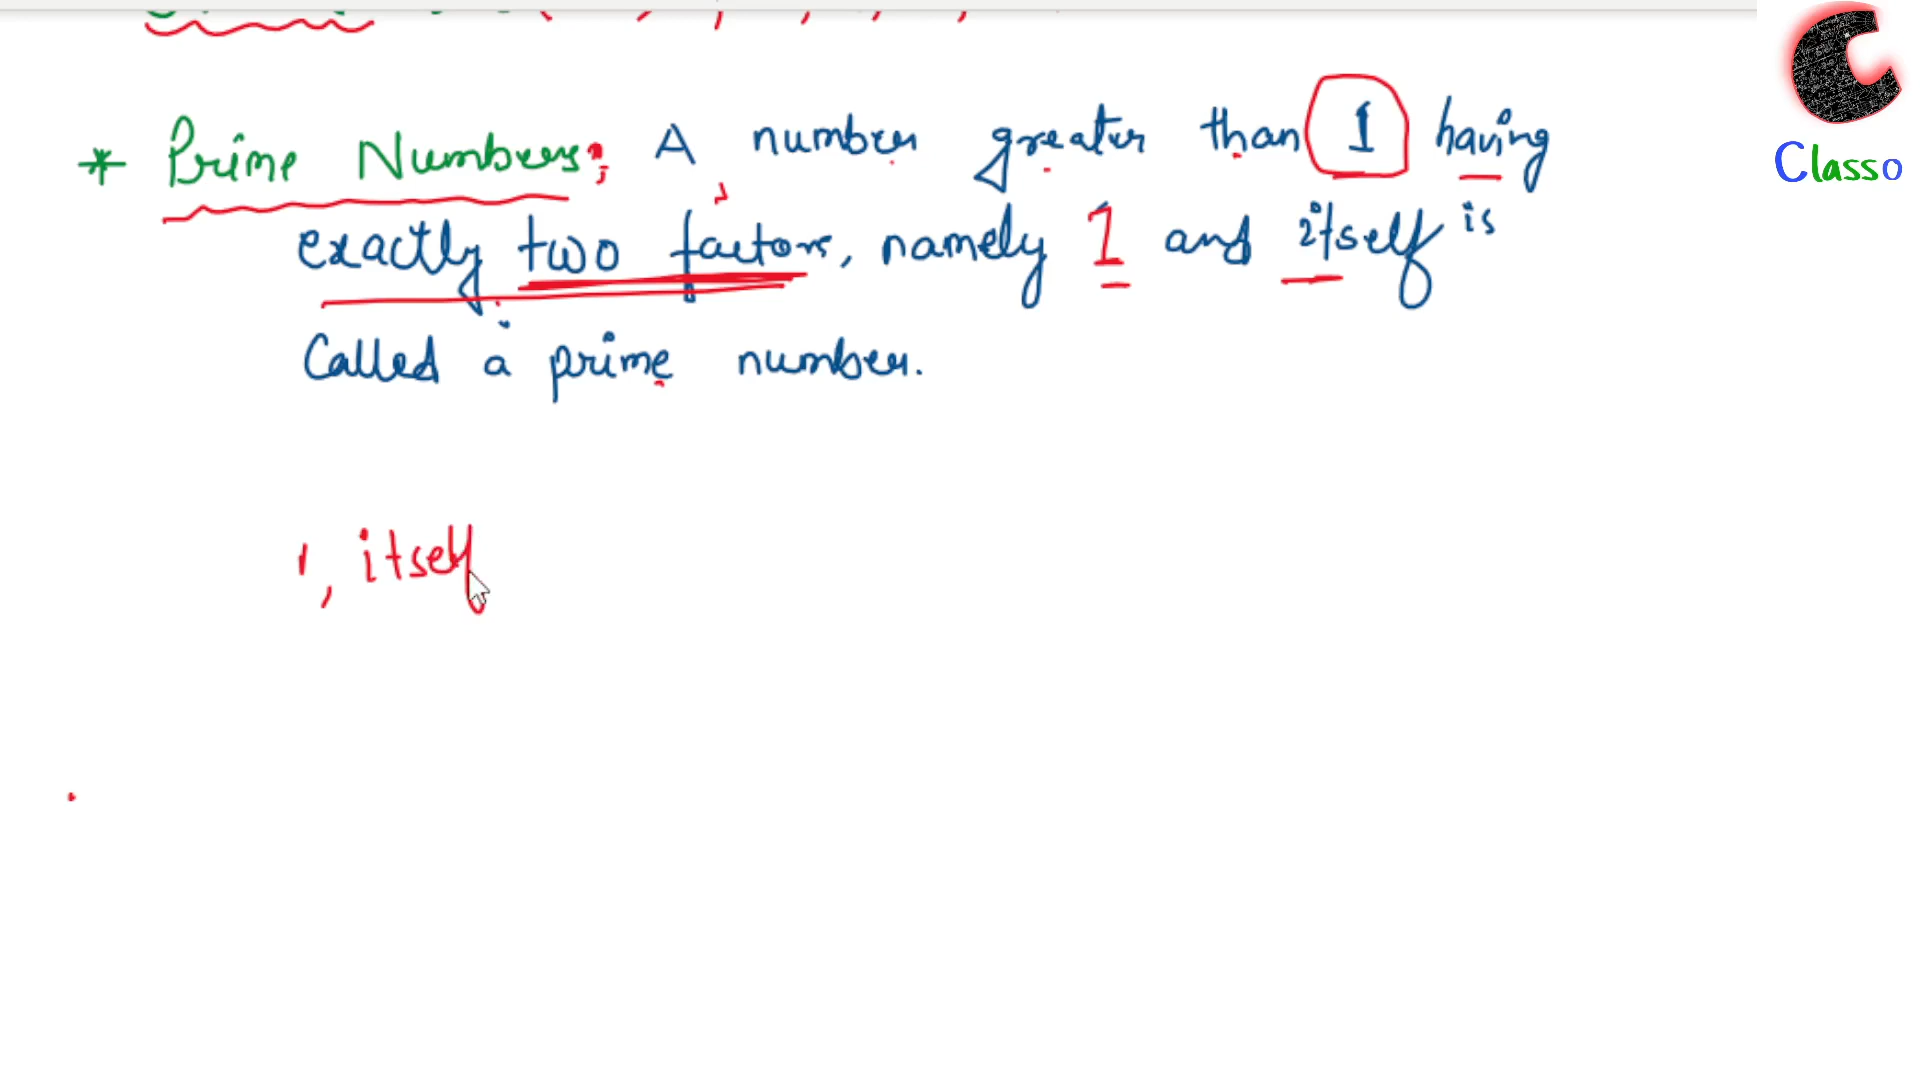 * Prime Numbers: A number greater than 1 having
exactly two factors, namely 1 and itself is
Called a prime number.
1, itself
Classo